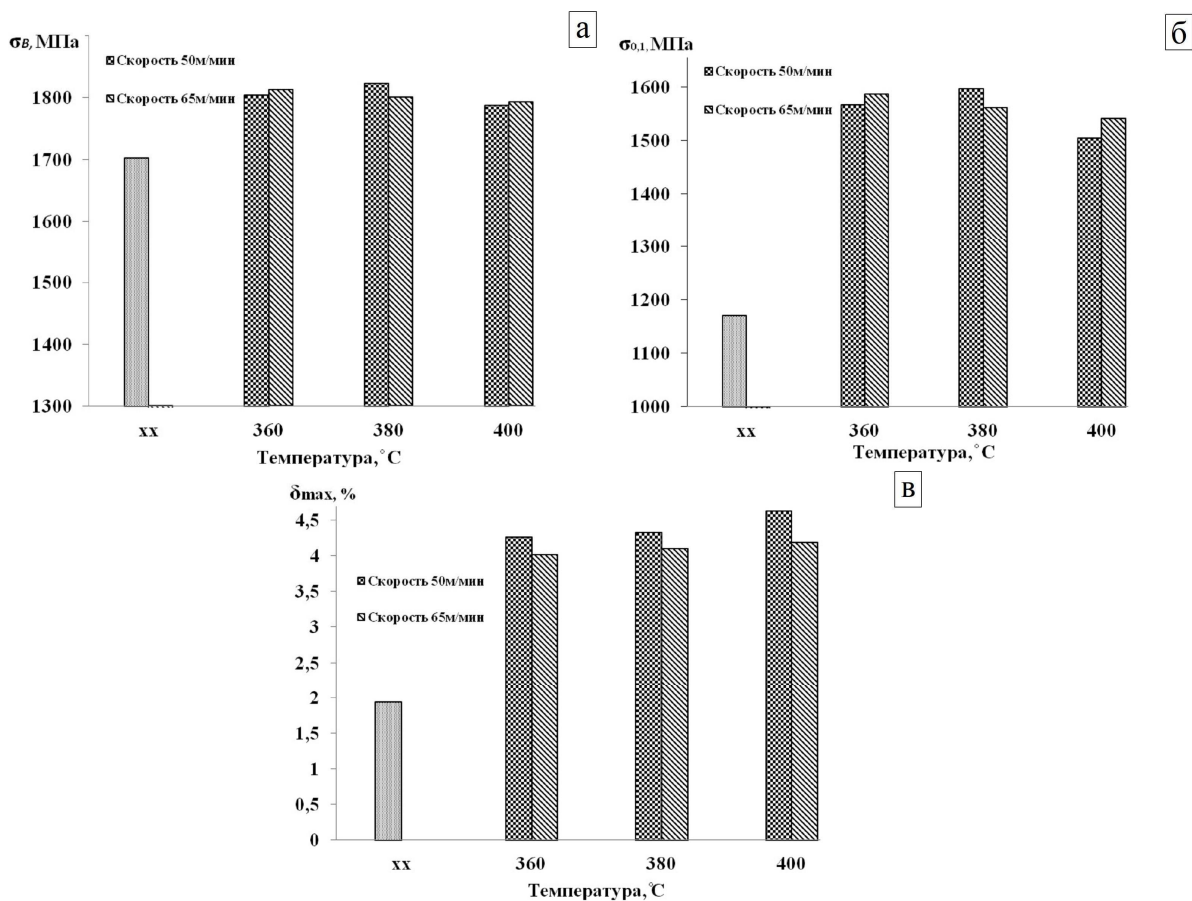 σВ, МПа
а
Скорость 50м/мин
Скорость 65м/мин
1800
1700
1600
1500
1400
1300
хх
360
380
400
Температура,°С
σ0,1, МПа
б
Скорость 50м/мин
Скорость 65м/мин
1600
1500
1400
1300
1200
1100
1000
хх
360
380
400
Температура,°С
δmax, %
в
4,5
4
3,5
3
2,5
2
1,5
1
0,5
0
Скорость 50м/мин
Скорость 65м/мин
хх
360
380
400
Температура,°С